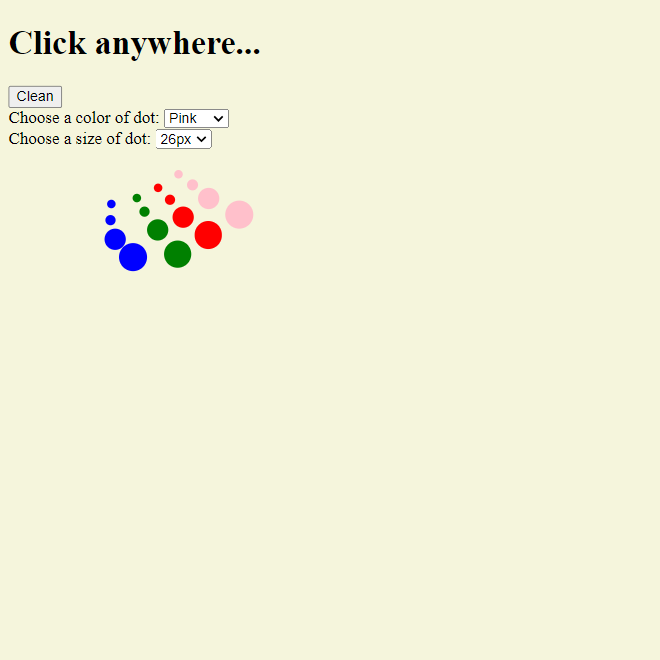 Click anywhere...
Clean
Choose a color of dot: Pink
Choose a size of dot: 26px